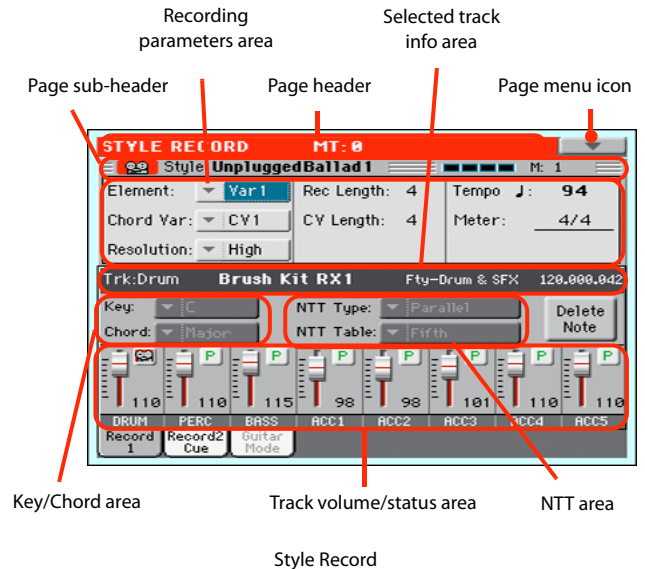 Recording
parameters area
Selected track
info area
Page sub-header
Page header
Page menu icon
STYLE RECORD MT: 0
Style Unplugged Ballad 1 M: 1
Element: Var1 Rec Length: 4 Tempo ♩: 94
Chord Var: CV1 CV Length: 4 Meter: 4/4
Resolution: High
Trk:Drum Brush Kit RX1 Fty-Drum & SFX 120.000.042
Key: C NTT Type: Parallel Delete
Chord: Major NTT Table: Fifth Note
P P P P P P P
110 110 115 98 98 101 110 110
DRUM PERC BASS ACC1 ACC2 ACC3 ACC4 ACC5
Record Record2 Guitar
1 Cue Mode
Key/Chord area
Track volume/status area
NTT area
Style Record